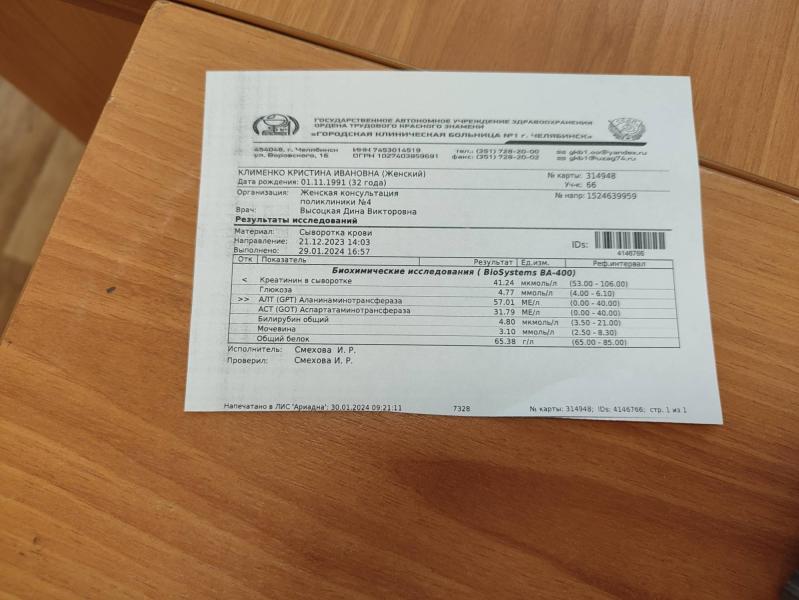 ГОСУДАРСТВЕННОЕ АВТОНОМНОЕ УЧРЕЖДЕНИЕ ЗДРАВООХРАНЕНИЯ
ОРДЕНА ТРУДОВОГО КРАСНОГО ЗНАМЕНИ
«ГОРОДСКАЯ КЛИНИЧЕСКАЯ БОЛЬНИЦА №1 г. ЧЕЛЯБИНСК»
454048, г. Челябинск ИНН 7453014519 тел.: (351) 728-20-00 gkb1.oo@yandex.ru
ул. Воровского, 16 ОГРН 1027403859691 факс: (351) 728-20-02 gkb1@uzag74.ru
КЛИМЕНКО КРИСТИНА ИВАНОВНА (Женский) № карты: 314948
Дата рождения: 01.11.1991 (32 года) Уч-к: 66
Организация: Женская консультация № напр: 1524639959
поликлиники №4
Врач: Высоцкая Дина Викторовна
Результаты исследований
Материал: Сыворотка крови
Направление: 21.12.2023 14:03 IDs:
Выполнено: 29.01.2024 16:57 4146766
Отк Показатель Результат Ед.изм. Реф.интервал
Биохимические исследования ( BioSystems BA-400)
< Креатинин в сыворотке 41.24 мкмоль/л (53.00 - 106.00)
Глюкоза 4.77 ммоль/л (4.00 - 6.10)
>> АЛТ (GPT) Аланинаминотрансфераза 57.01 МЕ/л (0.00 - 40.00)
АСТ (GOT) Аспартатаминотрансфераза 31.79 МЕ/л (0.00 - 40.00)
Билирубин общий 4.80 мкмоль/л (3.50 - 21.00)
Мочевина 3.10 ммоль/л (2.50 - 8.30)
Общий белок 65.38 г/л (65.00 - 85.00)
Исполнитель: Смехова И. Р.
Проверил: Смехова И. Р.
Напечатано в ЛИС 'Ариадна': 30.01.2024 09:21:11 7328 № карты: 314948; IDs: 4146766; стр. 1 из 1